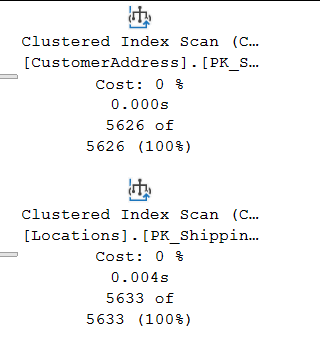 Clustered Index Scan (C…
[CustomerAddress].[PK_S…
Cost: 0 %
0.000s
5626 of
5626 (100%)
Clustered Index Scan (C…
[Locations].[PK_Shippin…
Cost: 0 %
0.004s
5633 of
5633 (100%)